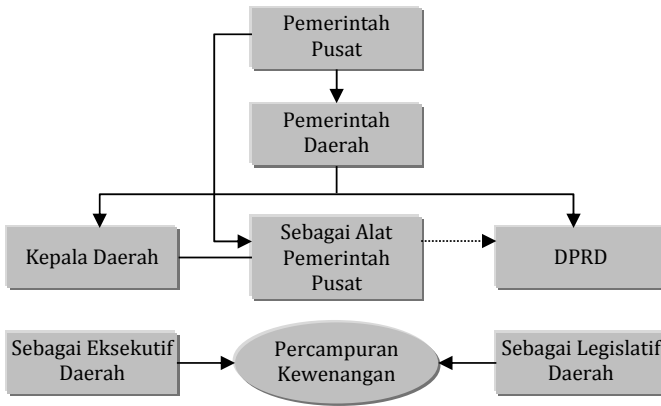 Pemerintah
Pusat
Pemerintah
Daerah
Kepala Daerah
Sebagai Alat
Pemerintah
Pusat
DPRD
Sebagai Eksekutif
Daerah
Percampuran
Kewenangan
Sebagai Legislatif
Daerah